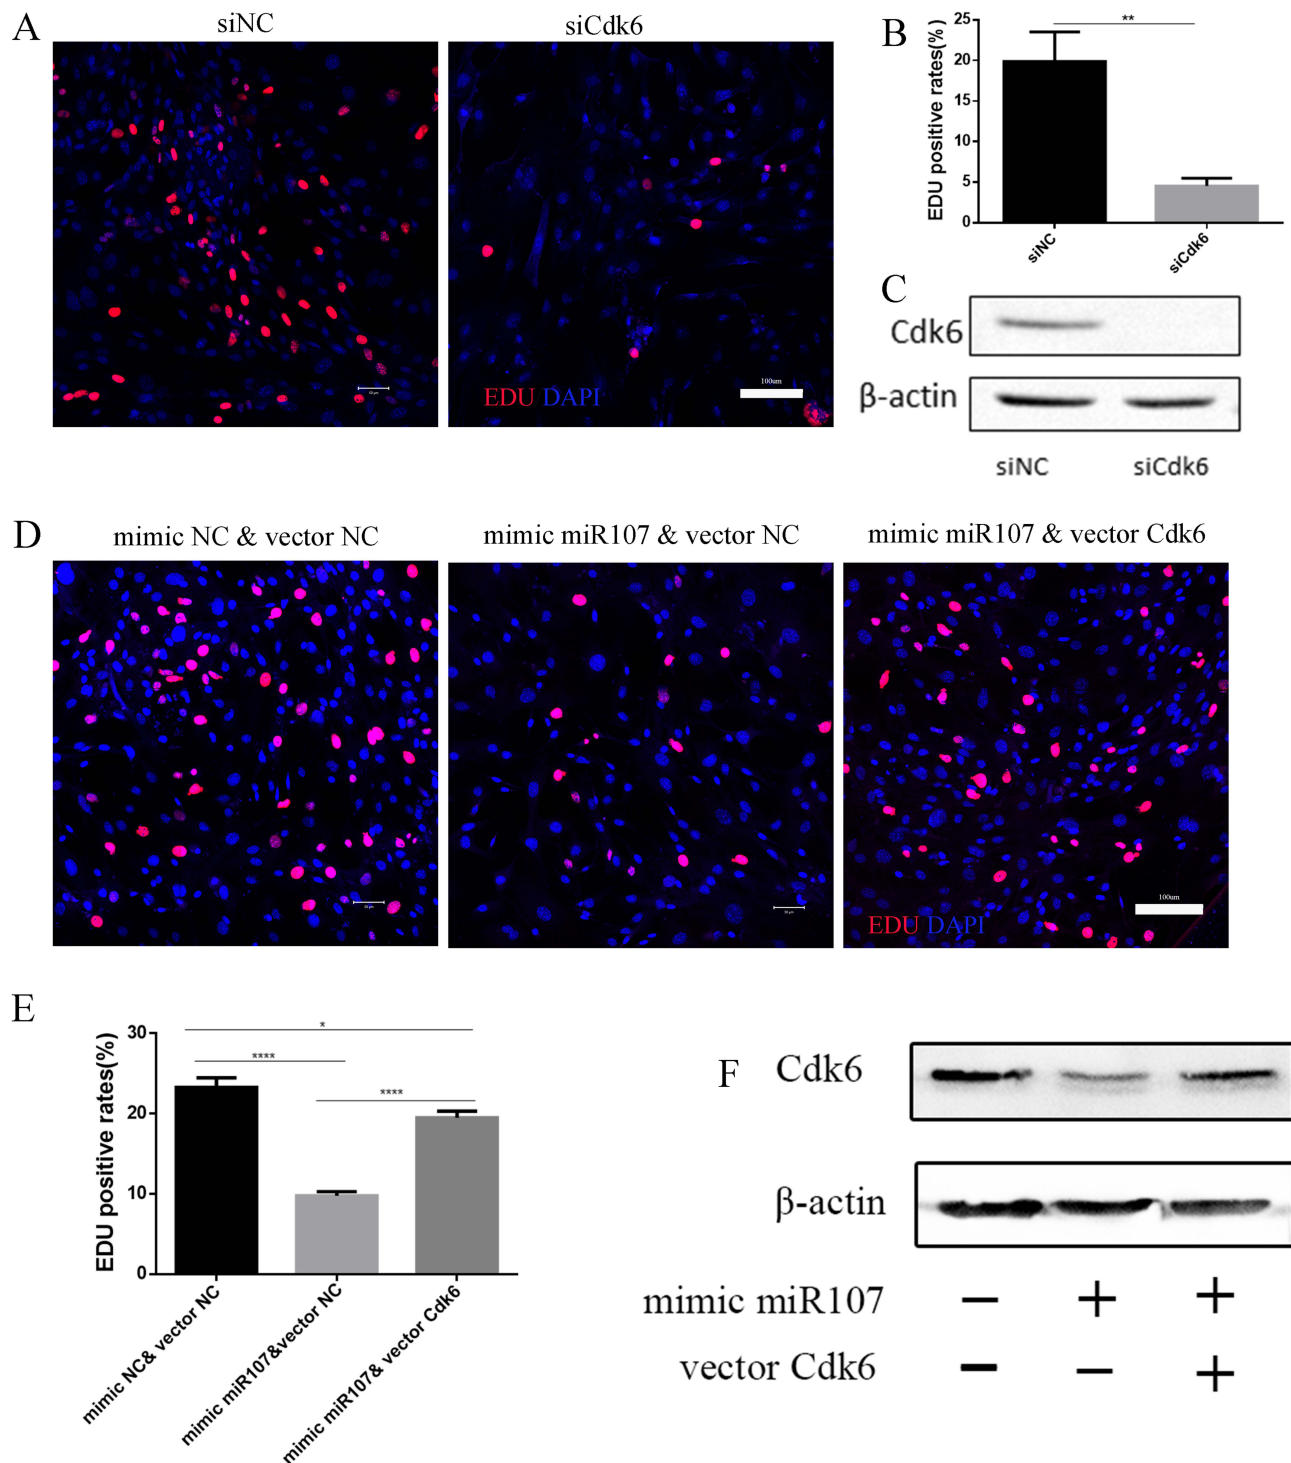 A
siNC
siCdk6
EDU DAPI
100um
B
**
EDU positive rates(%)
25
20
15
10
5
0
siNC
siCdk6
C
Cdk6
β-actin
siNC
siCdk6
D
mimic NC & vector NC
mimic miR107 & vector NC
mimic miR107 & vector Cdk6
EDU DAPI
100um
E
*
****
****
EDU positive rates(%)
30
20
10
0
mimic NC& vector NC
mimic miR107&vector NC
mimic miR107& vector Cdk6
F
Cdk6
β-actin
mimic miR107 − + +
vector Cdk6 − − +